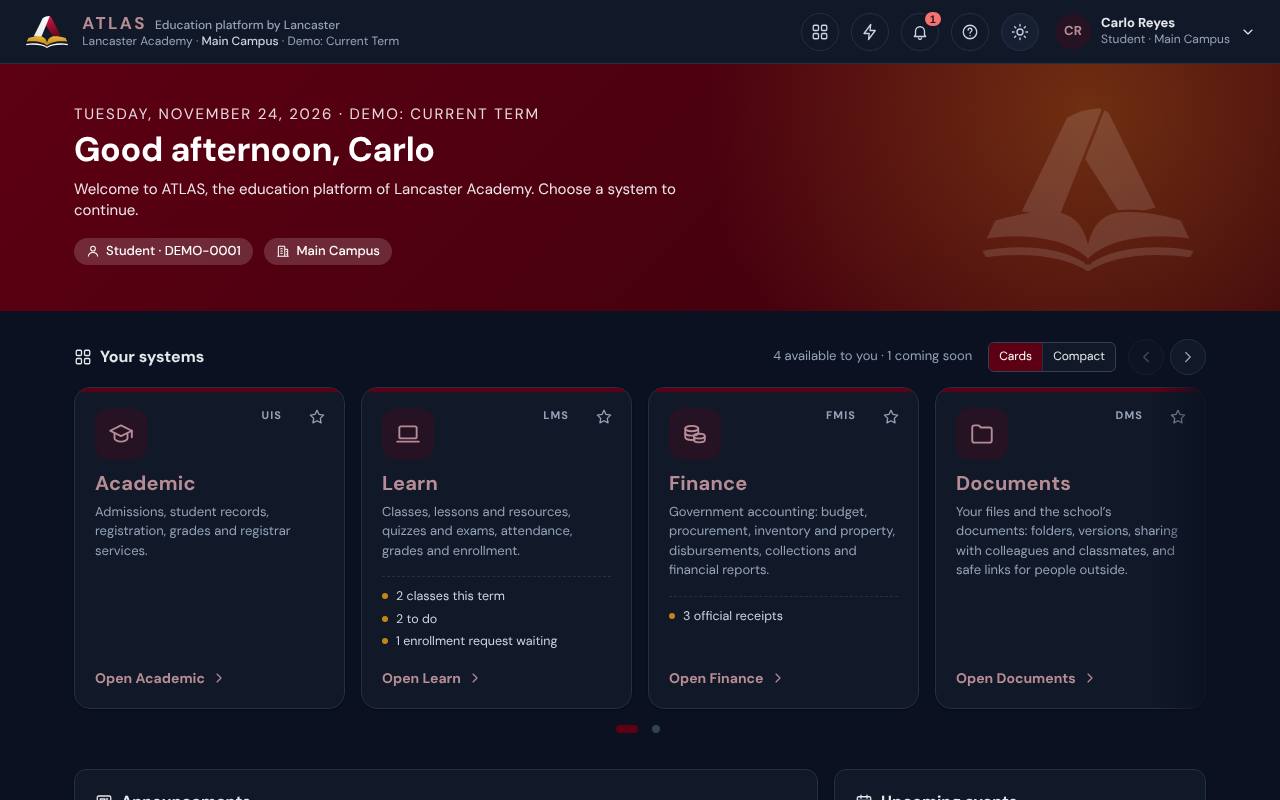 ATLAS Education platform by Lancaster
Lancaster Academy · Main Campus · Demo: Current Term
1
CR
Carlo Reyes
Student · Main Campus
TUESDAY, NOVEMBER 24, 2026 · DEMO: CURRENT TERM
Good afternoon, Carlo
Welcome to ATLAS, the education platform of Lancaster Academy. Choose a system to
continue.
Student · DEMO-0001
Main Campus
Your systems
4 available to you · 1 coming soon
Cards
Compact
UIS
Academic
Admissions, student records,
registration, grades and registrar
services.
Open Academic
LMS
Learn
Classes, lessons and resources,
quizzes and exams, attendance,
grades and enrollment.
2 classes this term
2 to do
1 enrollment request waiting
Open Learn
FMIS
Finance
Government accounting: budget,
procurement, inventory and property,
disbursements, collections and
financial reports.
3 official receipts
Open Finance
DMS
Documents
Your files and the school’s
documents: folders, versions, sharing
with colleagues and classmates, and
safe links for people outside.
Open Documents
Announcements
Upcoming events